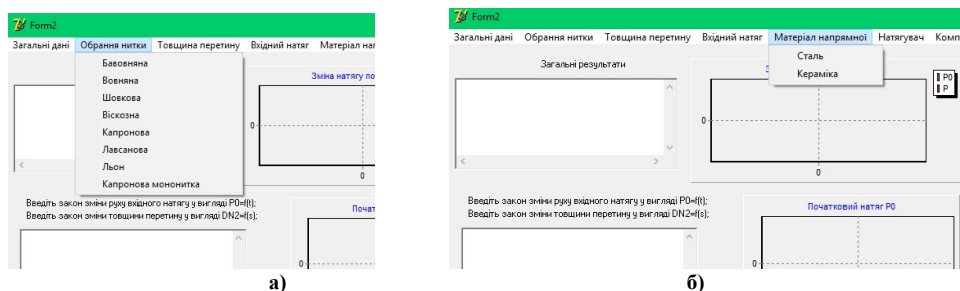 Form2
Загальні дані Обрання нитки Товщина перетину Вхідний натяг Матеріал нап
Бавовняна
Вовняна
Шовкова
Віскозна
Капронова
Лавсанова
Льон
Капронова мононитка
Зміна натягу по
0
0
Введіть закон зміни руху вхідного натягу у вигляді P0=f(t);
Введіть закон зміни товщини перетину у вигляді DN2=f(s);
Почат
0
а)
Form2
Загальні дані Обрання нитки Товщина перетину Вхідний натяг Матеріал напрямної Натягувач Комп
Сталь
Кераміка
Загальні результати
P0
P
0
0
Введіть закон зміни руху вхідного натягу у вигляді P0=f(t);
Введіть закон зміни товщини перетину у вигляді DN2=f(s);
Початковий натяг P0
0
б)